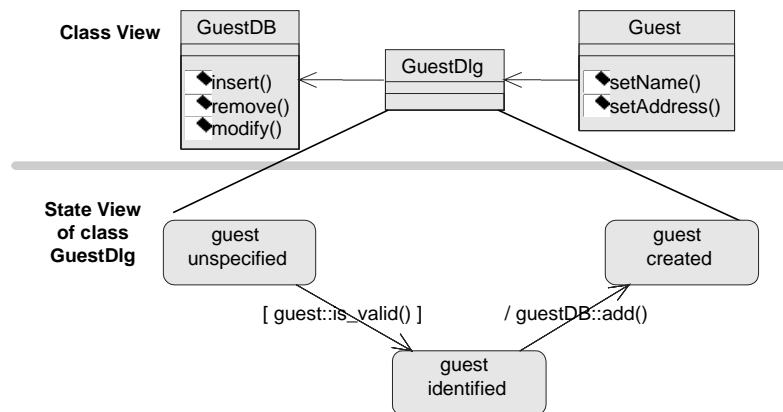 Class View
GuestDB
insert()
remove()
modify()
GuestDlg
Guest
setName()
setAddress()
State View
of class
GuestDlg
guest
unspecified
guest
created
[ guest::is_valid() ]
/ guestDB::add()
guest
identified